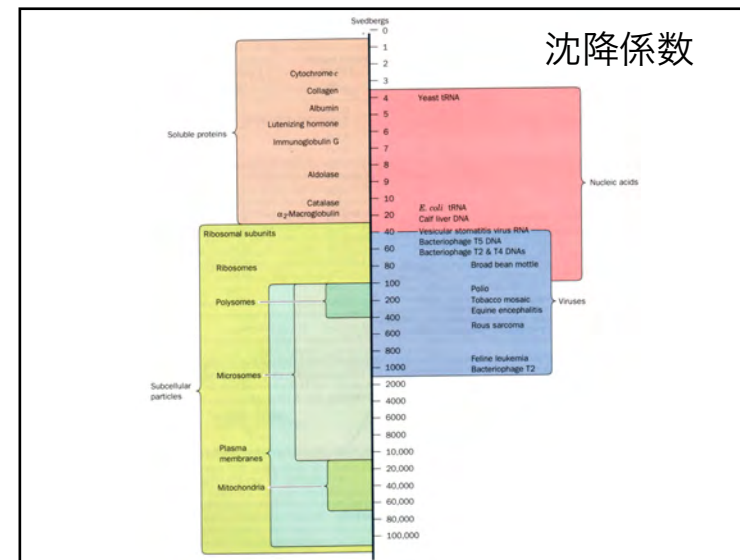 沈降係数
Svedbergs
0
1
2
3
4
5
6
7
8
9
10
20
40
60
80
100
200
400
600
800
1000
2000
4000
6000
8000
10,000
20,000
40,000
60,000
80,000
100,000
Soluble proteins
Cytochrome c
Collagen
Albumin
Lutenizing hormone
Immunoglobulin G
Aldolase
Catalase
α₂-Macroglobulin
Subcellular
particles
Ribosomal subunits
Ribosomes
Polysomes
Microsomes
Plasma
membranes
Mitochondria
Nucleic acids
Yeast tRNA
E. coli tRNA
Calf liver DNA
Vesicular stomatitis virus RNA
Bacteriophage T5 DNA
Bacteriophage T2 & T4 DNAs
Viruses
Broad bean mottle
Polio
Tobacco mosaic
Equine encephalitis
Rous sarcoma
Feline leukemia
Bacteriophage T2